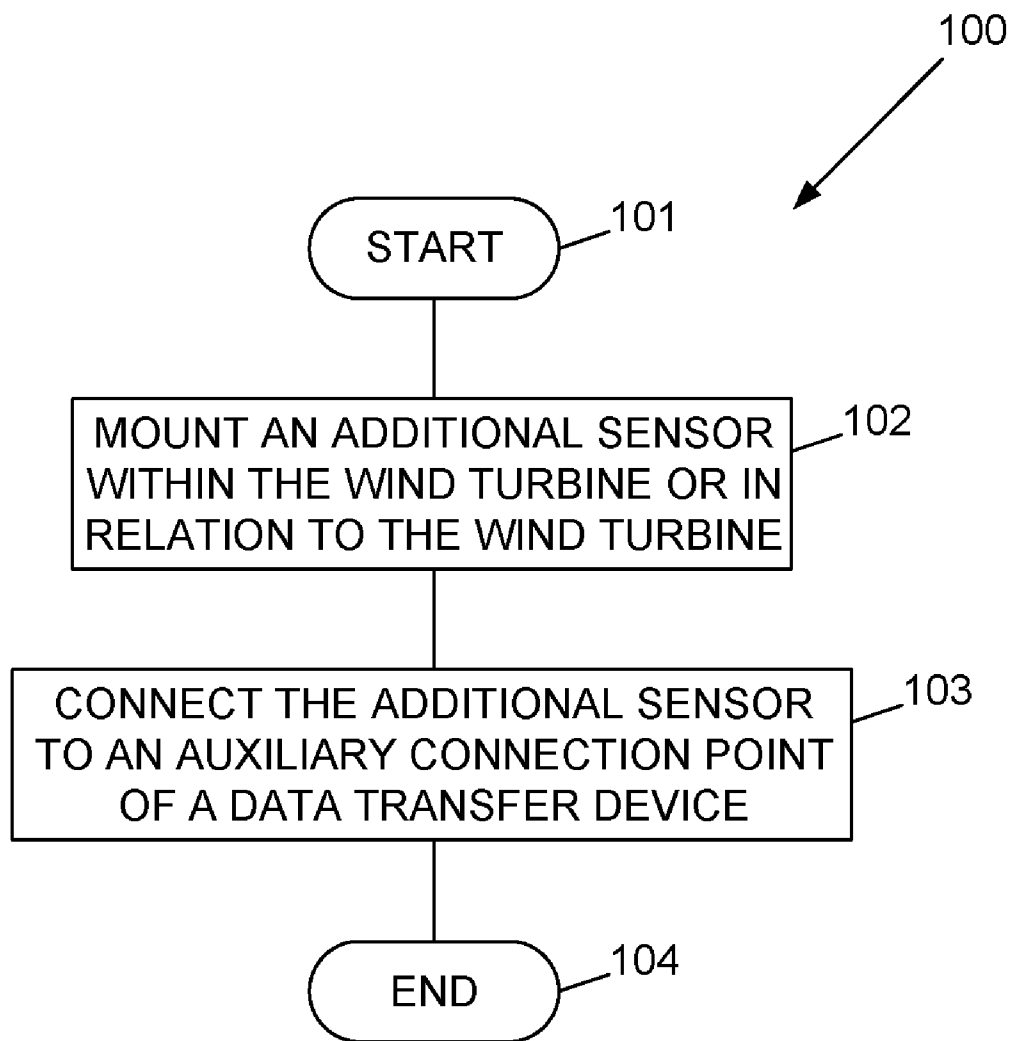 100
START
101
MOUNT AN ADDITIONAL SENSOR
WITHIN THE WIND TURBINE OR IN
RELATION TO THE WIND TURBINE
102
CONNECT THE ADDITIONAL SENSOR
TO AN AUXILIARY CONNECTION POINT
OF A DATA TRANSFER DEVICE
103
END
104